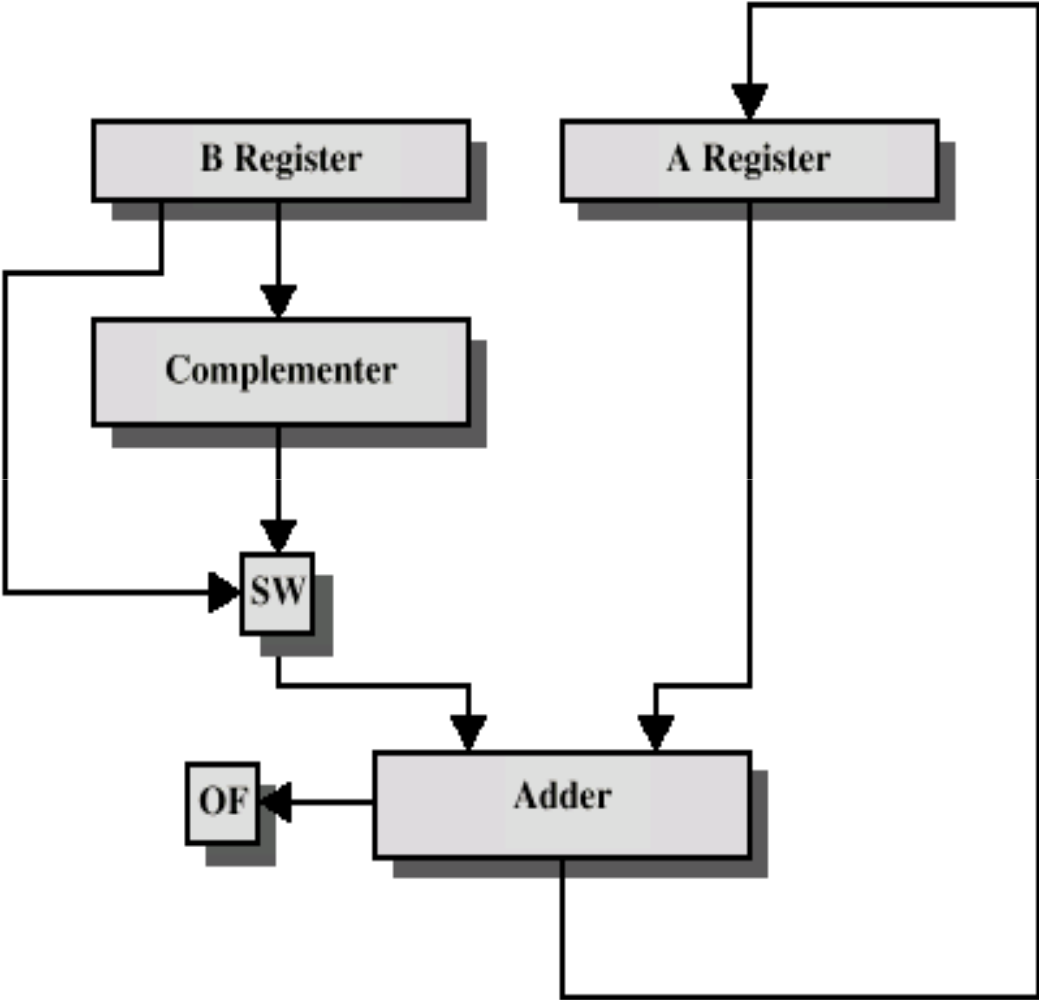 B Register
A Register
Complementer
SW
OF
Adder